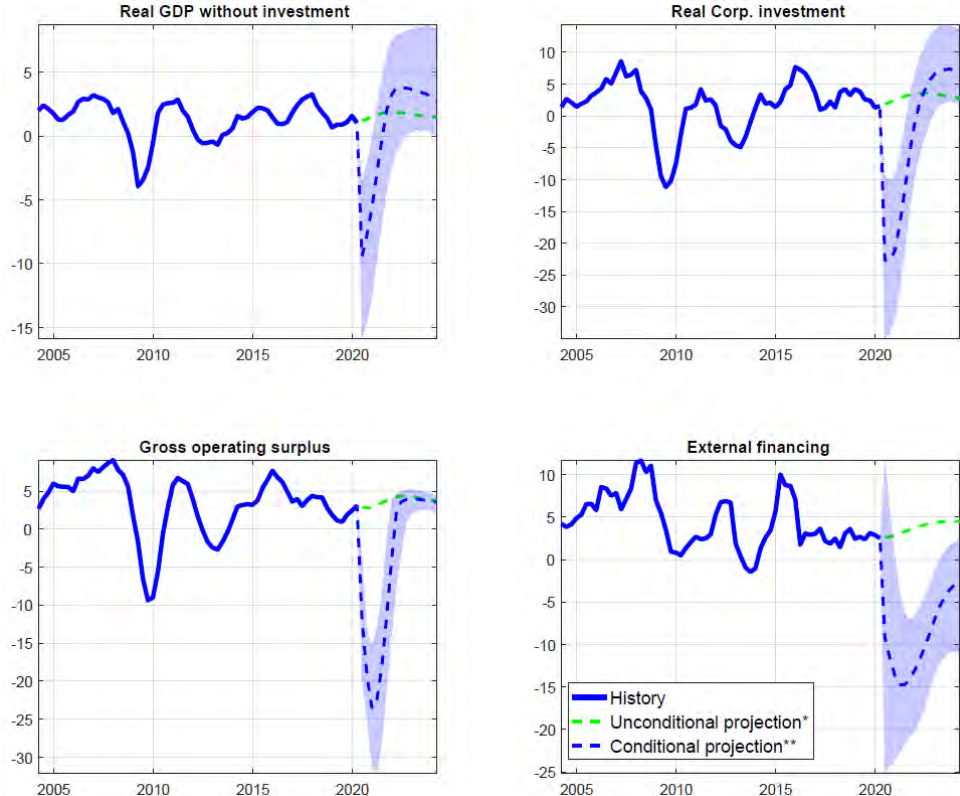 Real GDP without investment
5
0
-5
-10
-15
2005 2010 2015 2020
Real Corp. investment
10
5
0
-5
-10
-15
-20
-25
-30
2005 2010 2015 2020
Gross operating surplus
5
0
-5
-10
-15
-20
-25
-30
2005 2010 2015 2020
External financing
10
5
0
-5
-10
-15
-20
-25
2005 2010 2015 2020
History
Unconditional projection*
Conditional projection**